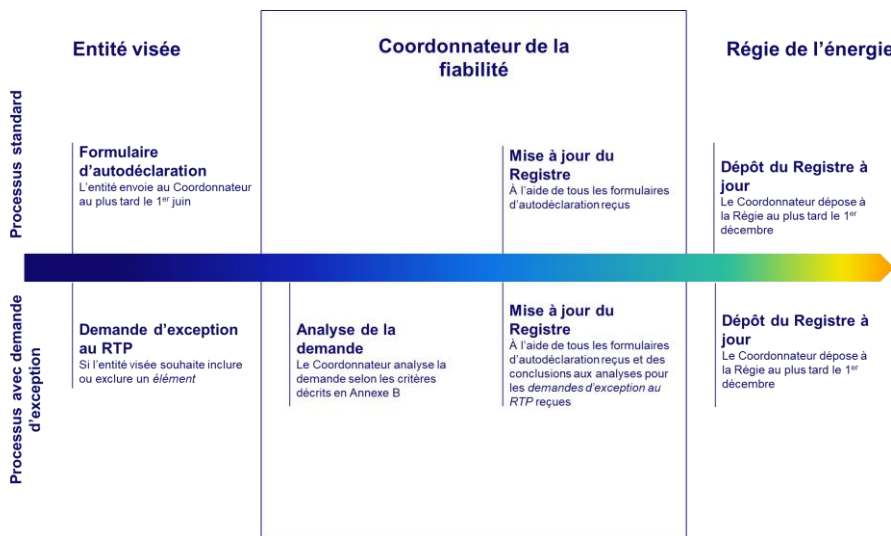 Entité visée
Coordonnateur de la
fiabilité
Régie de l'énergie
Processus standard
Formulaire
d'autodéclaration
L'entité envoie au Coordonnateur
au plus tard le 1er juin
Mise à jour du
Registre
À l'aide de tous les formulaires
d'autodéclaration reçus
Dépôt du Registre à
jour
Le Coordonnateur dépose à
la Régie au plus tard le 1er
décembre
Processus avec demande
d'exception
Demande d'exception
au RTP
Si l'entité visée souhaite inclure
ou exclure un élément
Analyse de la
demande
Le Coordonnateur analyse la
demande selon les critères
décrits en Annexe B
Mise à jour du
Registre
À l'aide de tous les formulaires
d'autodéclaration reçus et des
conclusions aux analyses pour
les demandes d'exception au
RTP reçues
Dépôt du Registre à
jour
Le Coordonnateur dépose à
la Régie au plus tard le 1er
décembre